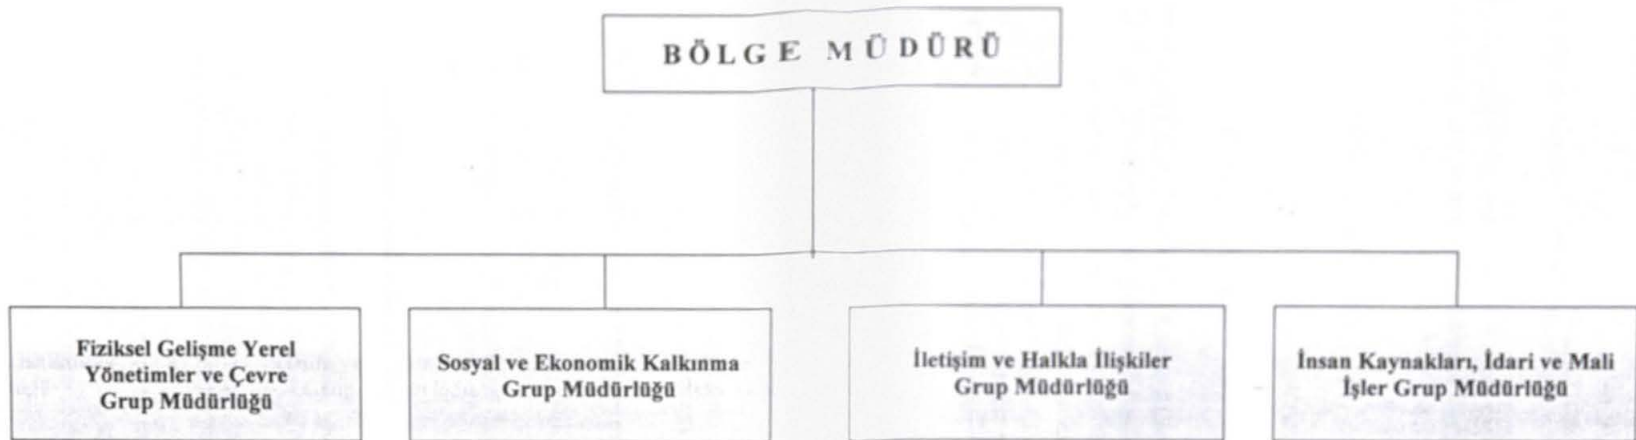 BÖLGE MÜDÜRÜ
Fiziksel Gelişme Yerel
Yönetimler ve Çevre
Grup Müdürlüğü
Sosyal ve Ekonomik Kalkınma
Grup Müdürlüğü
İletişim ve Halkla İlişkiler
Grup Müdürlüğü
İnsan Kaynakları, İdari ve Mali
İşler Grup Müdürlüğü